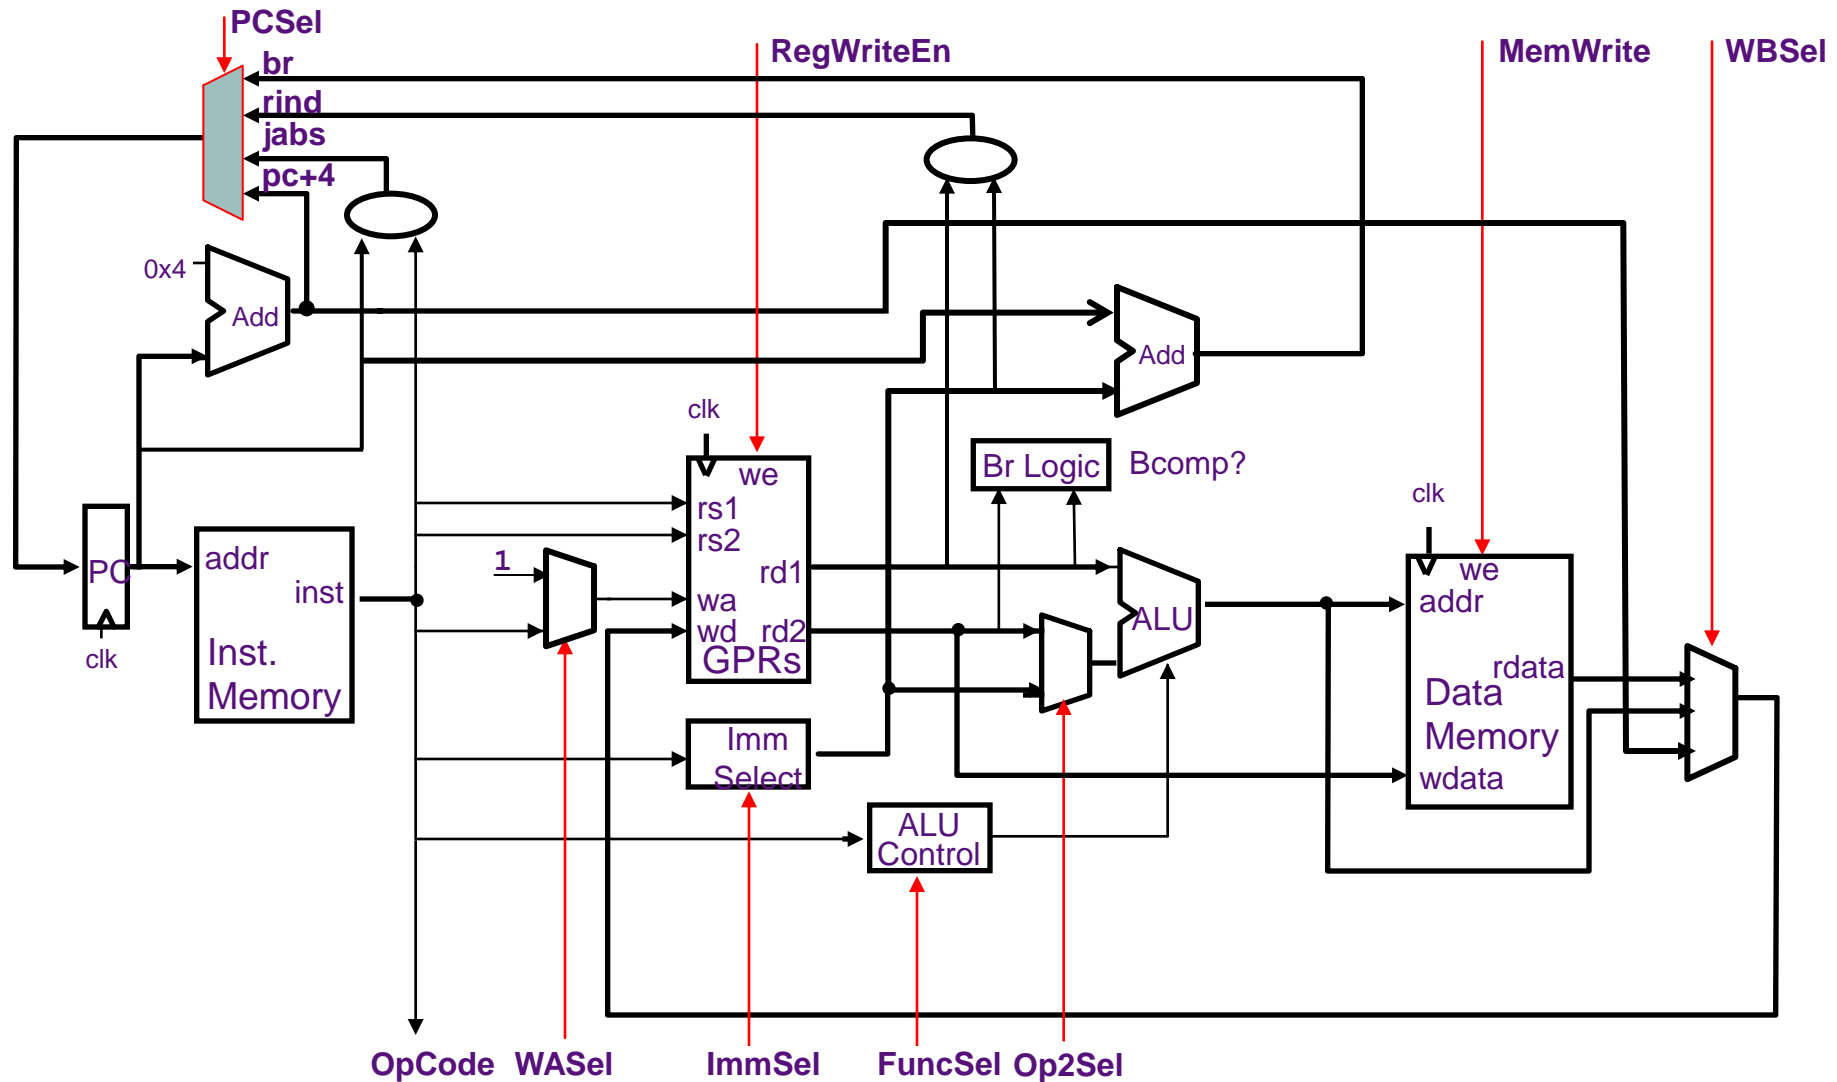 PCSel
br
rind
jabs
pc+4
RegWriteEn
MemWrite
WBSel
0x4
Add
Add
clk
we
rs1
rs2
rd1
wa
wd rd2
GPRs
Br Logic
Bcomp?
clk
we
addr
rdata
Data
Memory
wdata
PC
clk
addr
inst
Inst.
Memory
1
ALU
Imm
Select
ALU
Control
OpCode
WASel
ImmSel
FuncSel
Op2Sel